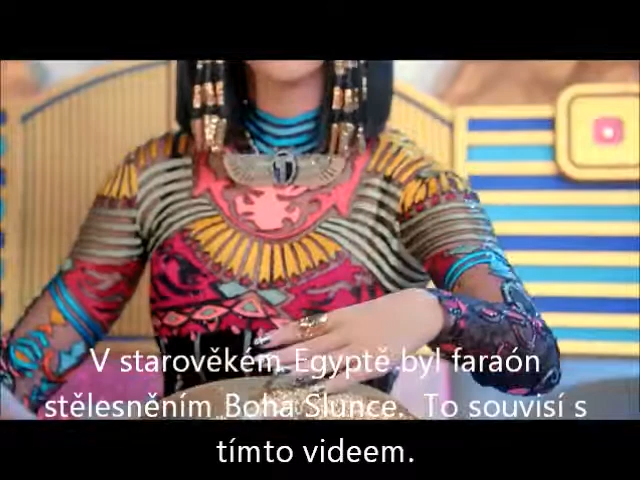 V starověkém Egyptě byl faraón
stělesněním Boha Slunce.  To souvisí s
tímto videem.